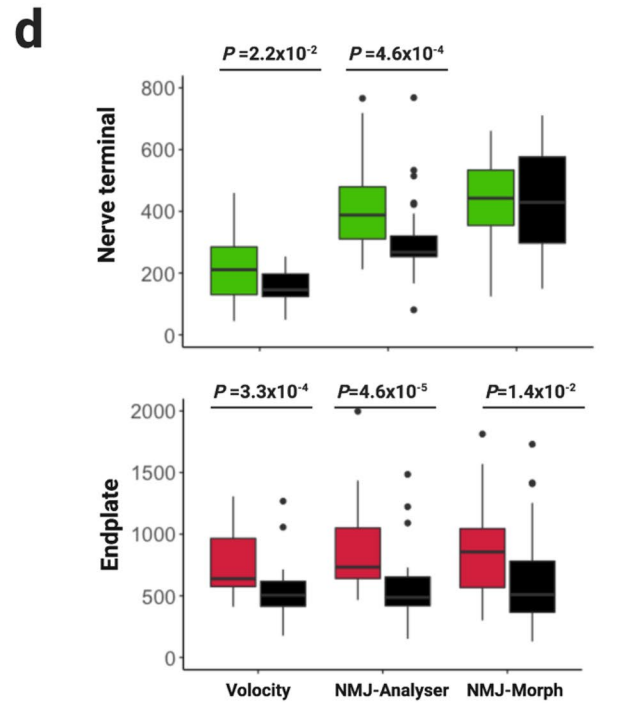 d
P =2.2x10⁻² P =4.6x10⁻⁴
Nerve terminal
800
600
400
200
0
P =3.3x10⁻⁴ P=4.6x10⁻⁵ P=1.4x10⁻²
Endplate
2000
1500
1000
500
0
Volocity NMJ-Analyser NMJ-Morph